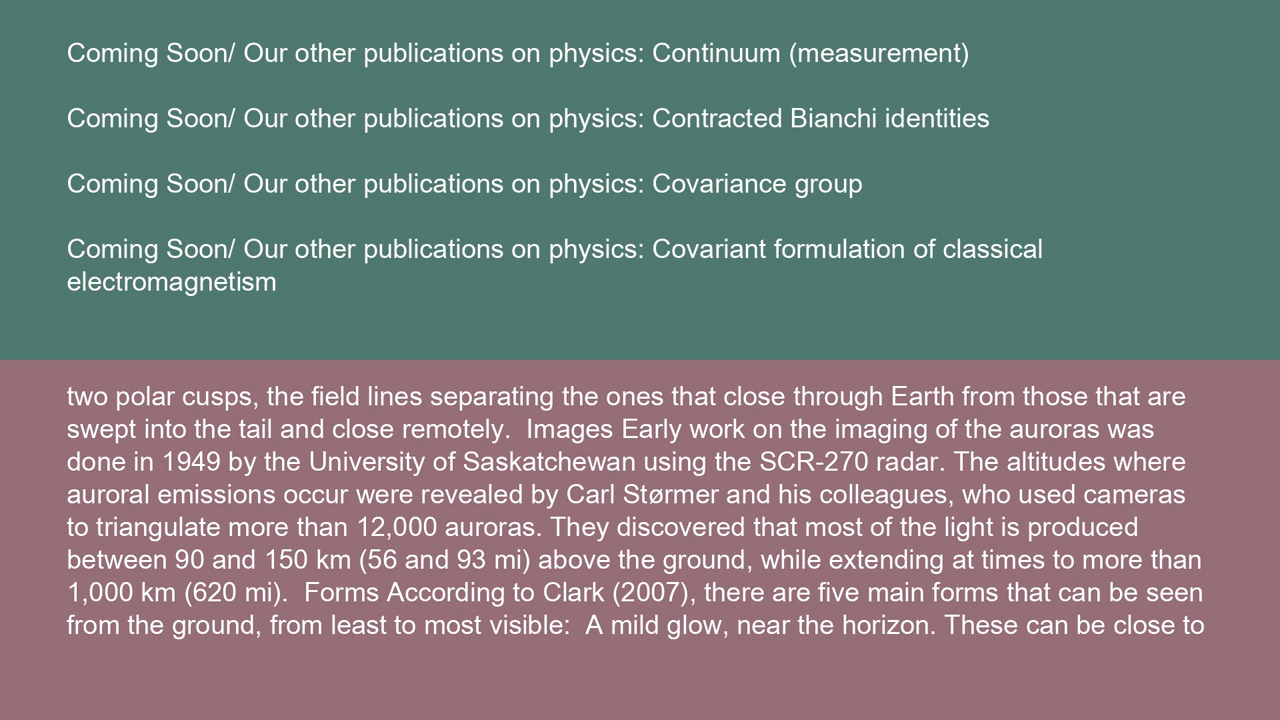 Coming Soon/ Our other publications on physics: Continuum (measurement)
Coming Soon/ Our other publications on physics: Contracted Bianchi identities
Coming Soon/ Our other publications on physics: Covariance group
Coming Soon/ Our other publications on physics: Covariant formulation of classical
electromagnetism
two polar cusps, the field lines separating the ones that close through Earth from those that are
swept into the tail and close remotely.  Images Early work on the imaging of the auroras was
done in 1949 by the University of Saskatchewan using the SCR-270 radar. The altitudes where
auroral emissions occur were revealed by Carl Størmer and his colleagues, who used cameras
to triangulate more than 12,000 auroras. They discovered that most of the light is produced
between 90 and 150 km (56 and 93 mi) above the ground, while extending at times to more than
1,000 km (620 mi).  Forms According to Clark (2007), there are five main forms that can be seen
from the ground, from least to most visible:  A mild glow, near the horizon. These can be close to